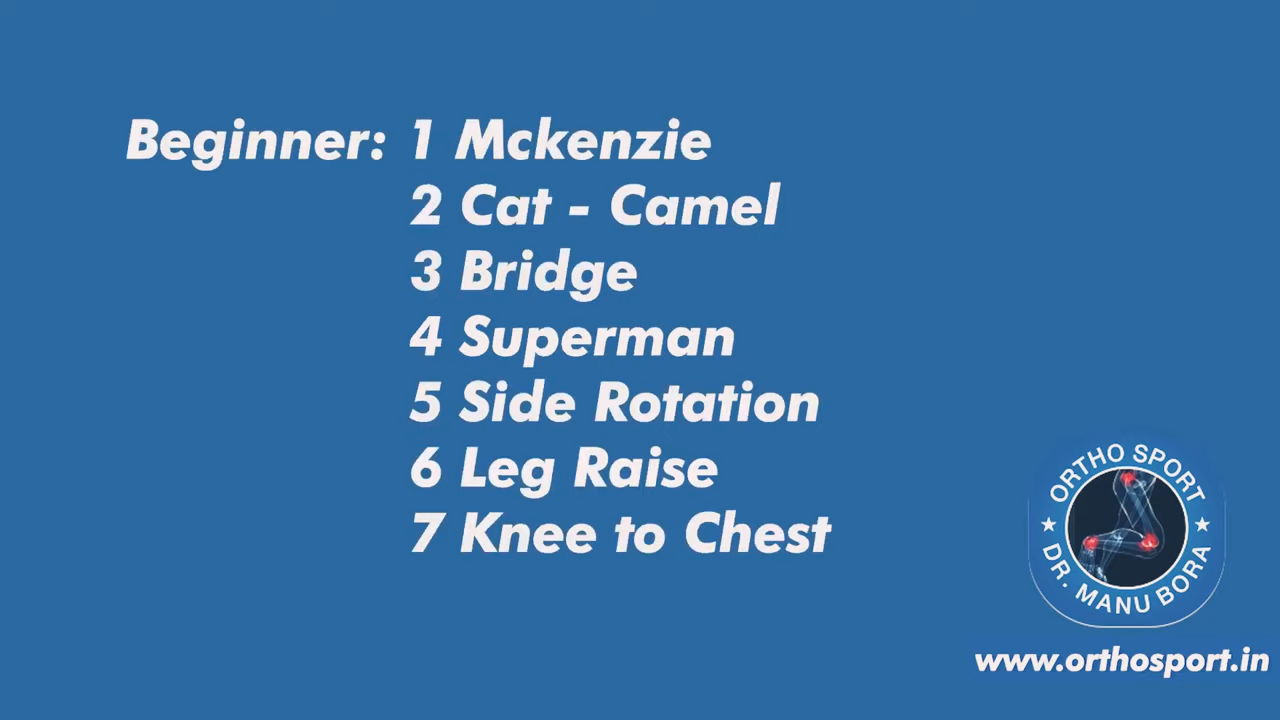 Beginner: 1 Mckenzie
2 Cat - Camel
3 Bridge
4 Superman
5 Side Rotation
6 Leg Raise
7 Knee to Chest
ORTHO SPORT
DR. MANU BORA
www.orthosport.in